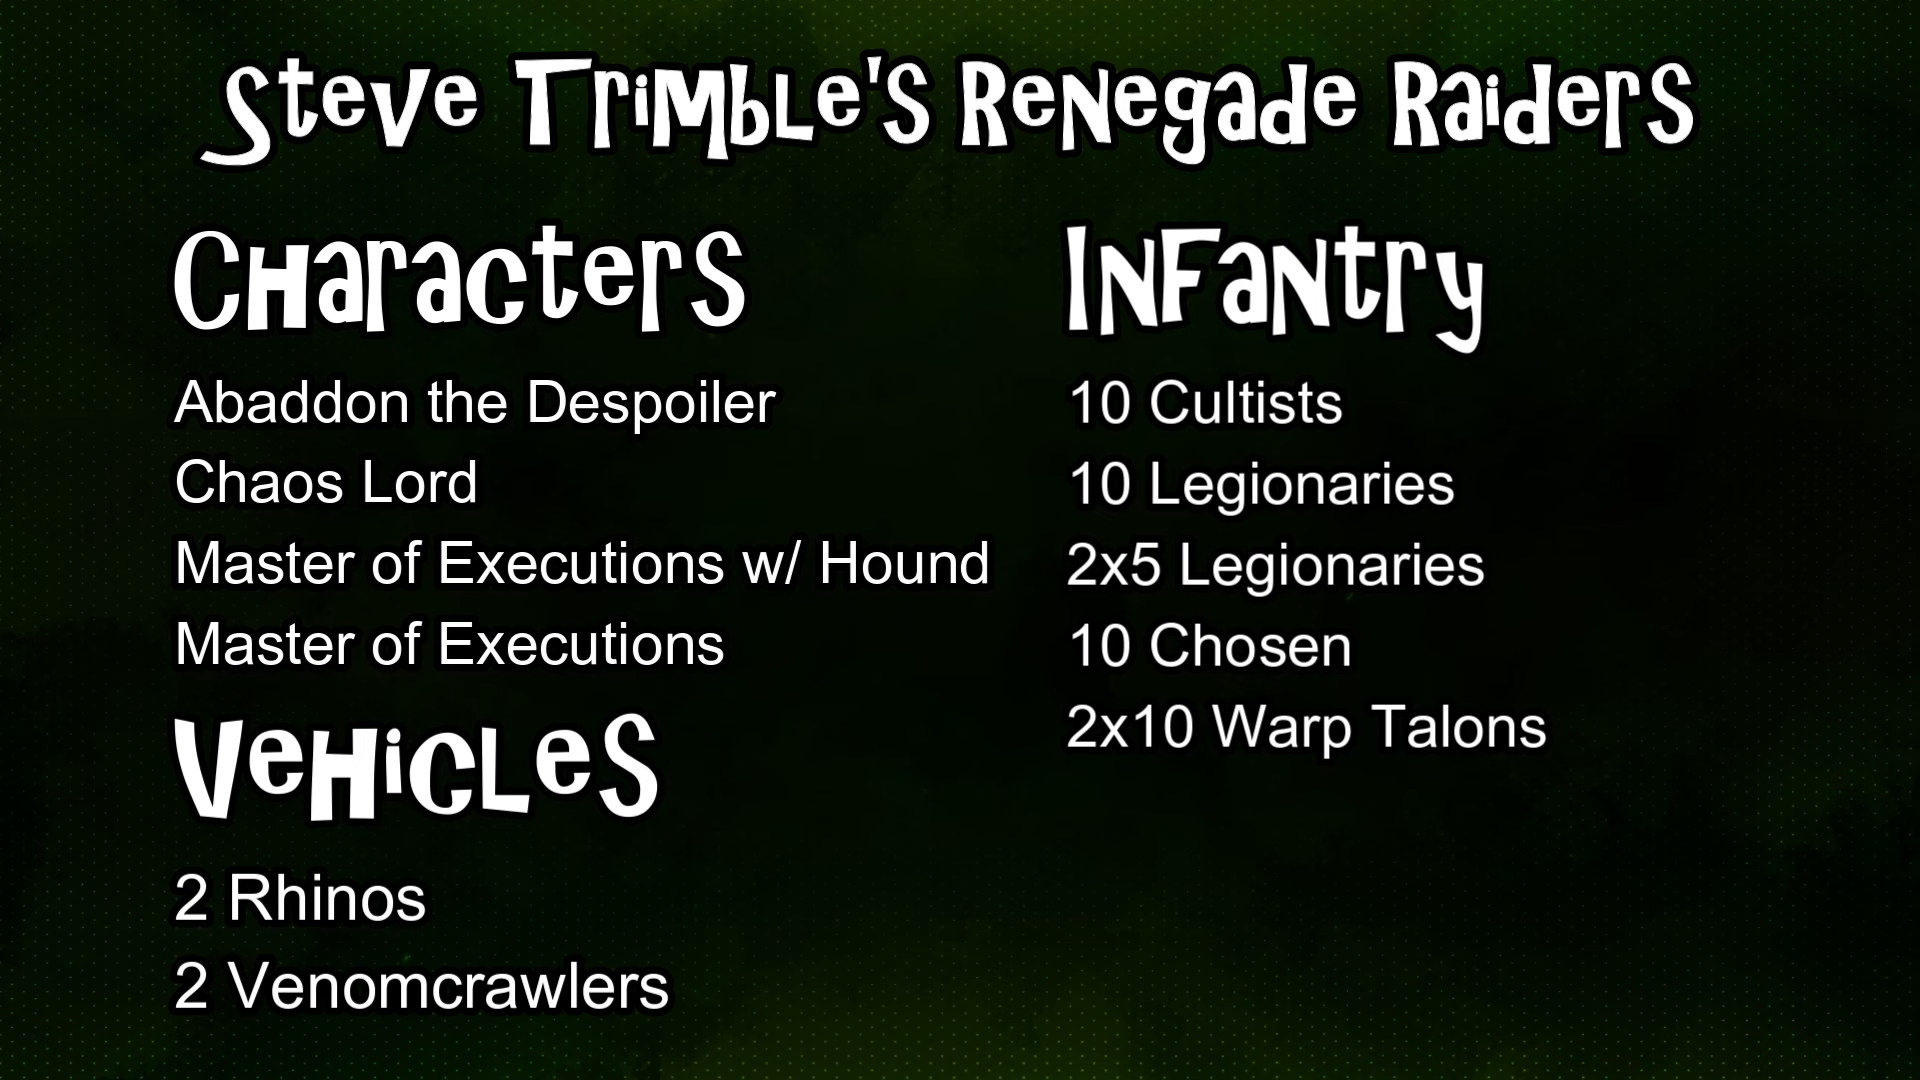 Steve Trimble's Renegade Raiders
Characters
Abaddon the Despoiler
Chaos Lord
Master of Executions w/ Hound
Master of Executions
Vehicles
2 Rhinos
2 Venomcrawlers
Infantry
10 Cultists
10 Legionaries
2x5 Legionaries
10 Chosen
2x10 Warp Talons